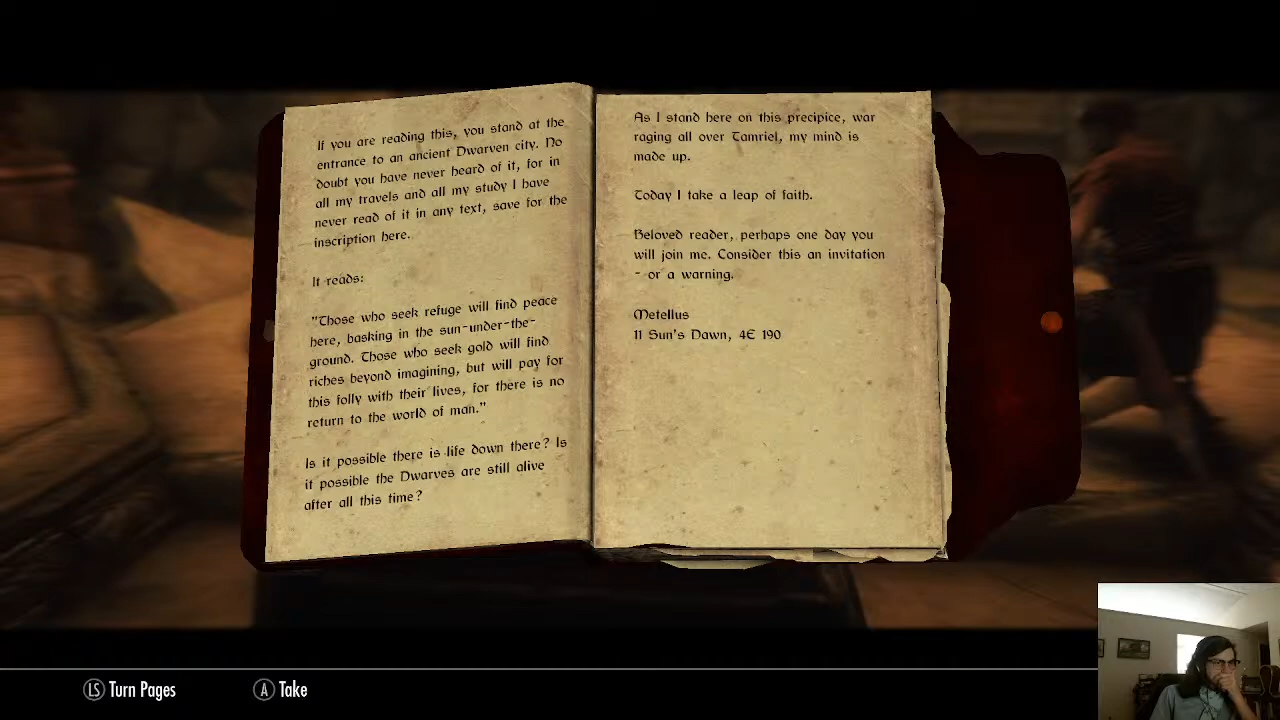 If you are reading this, you stand at the
entrance to an ancient Dwarven city. No
doubt you have never heard of it, for in
all my travels and all my study I have
never read of it in any text, save for the
inscription here.
It reads:
"Those who seek refuge will find peace
here, basking in the sun-under-the-
ground. Those who seek gold will find
riches beyond imagining, but will pay for
this folly with their lives, for there is no
return to the world of man."
Is it possible there is life down there? Is
it possible the Dwarves are still alive
after all this time?
As I stand here on this precipice, war
raging all over Tamriel, my mind is
made up.
Today I take a leap of faith.
Beloved reader, perhaps one day you
will join me. Consider this an invitation
- or a warning.
Metellus
11 Sun's Dawn, 4E 190
LS Turn Pages
A Take